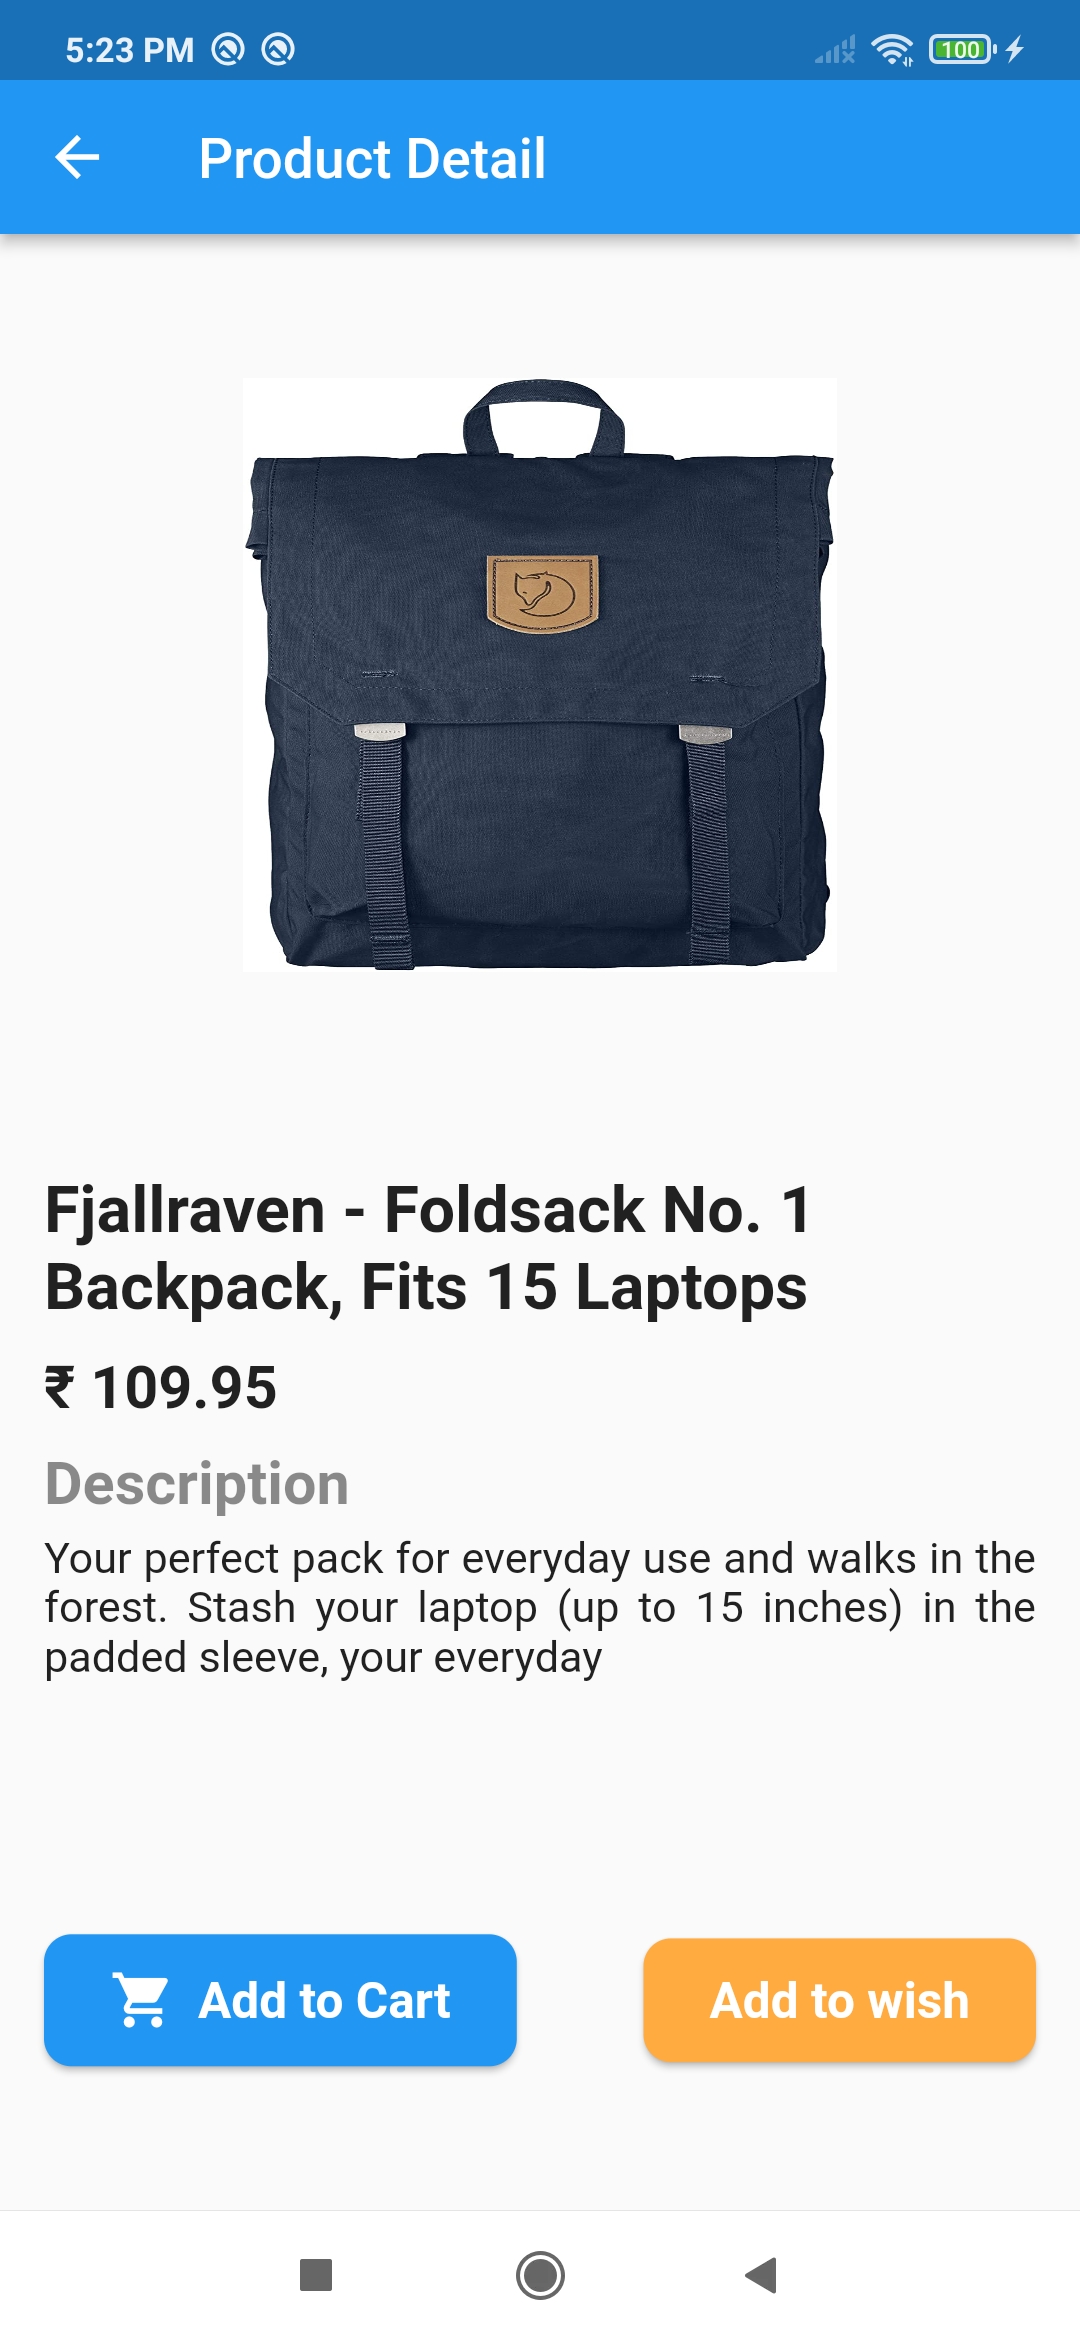 5:23 PM
100
Product Detail
Fjallraven - Foldsack No. 1
Backpack, Fits 15 Laptops
₹ 109.95
Description
Your perfect pack for everyday use and walks in the
forest. Stash your laptop (up to 15 inches) in the
padded sleeve, your everyday
Add to Cart
Add to wish